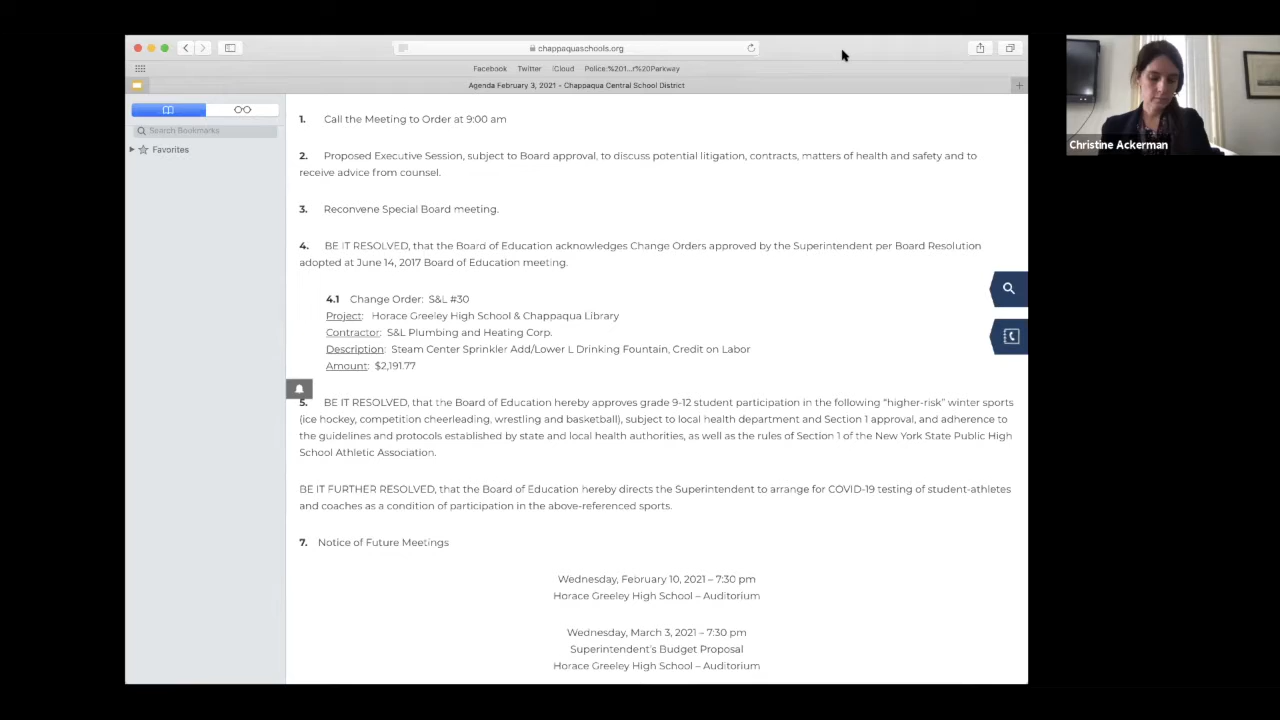 chappaquaschools.org
Facebook Twitter iCloud Police:%201...r%20Parkway
Agenda February 3, 2021 - Chappaqua Central School District
Search Bookmarks
Favorites
1. Call the Meeting to Order at 9:00 am
2. Proposed Executive Session, subject to Board approval, to discuss potential litigation, contracts, matters of health and safety and to
receive advice from counsel.
3. Reconvene Special Board meeting.
4. BE IT RESOLVED, that the Board of Education acknowledges Change Orders approved by the Superintendent per Board Resolution
adopted at June 14, 2017 Board of Education meeting.
4.1 Change Order: S&L #30
Project: Horace Greeley High School & Chappaqua Library
Contractor: S&L Plumbing and Heating Corp.
Description: Steam Center Sprinkler Add/Lower L Drinking Fountain, Credit on Labor
Amount: $2,191.77
5. BE IT RESOLVED, that the Board of Education hereby approves grade 9-12 student participation in the following “higher-risk” winter sports
(ice hockey, competition cheerleading, wrestling and basketball), subject to local health department and Section 1 approval, and adherence to
the guidelines and protocols established by state and local health authorities, as well as the rules of Section 1 of the New York State Public High
School Athletic Association.
BE IT FURTHER RESOLVED, that the Board of Education hereby directs the Superintendent to arrange for COVID-19 testing of student-athletes
and coaches as a condition of participation in the above-referenced sports.
7. Notice of Future Meetings
Wednesday, February 10, 2021 – 7:30 pm
Horace Greeley High School – Auditorium
Wednesday, March 3, 2021 – 7:30 pm
Superintendent's Budget Proposal
Horace Greeley High School – Auditorium
Christine Ackerman